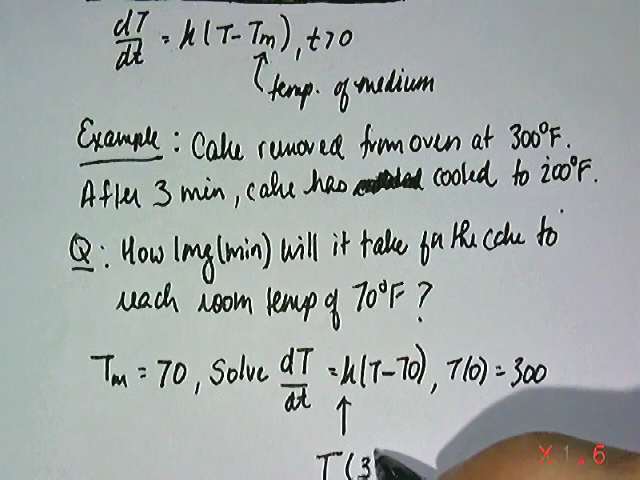 dT/dt = k(T-Tm), t>0
temp. of medium
Example: Cake removed from oven at 300°F.
After 3 min, cake has cooled to 200°F.
Q: How long (min) will it take for the cake to
reach room temp of 70°F?
Tm = 70, Solve dT/dt = k(T-70), T(0) = 300
T(3
x1.6